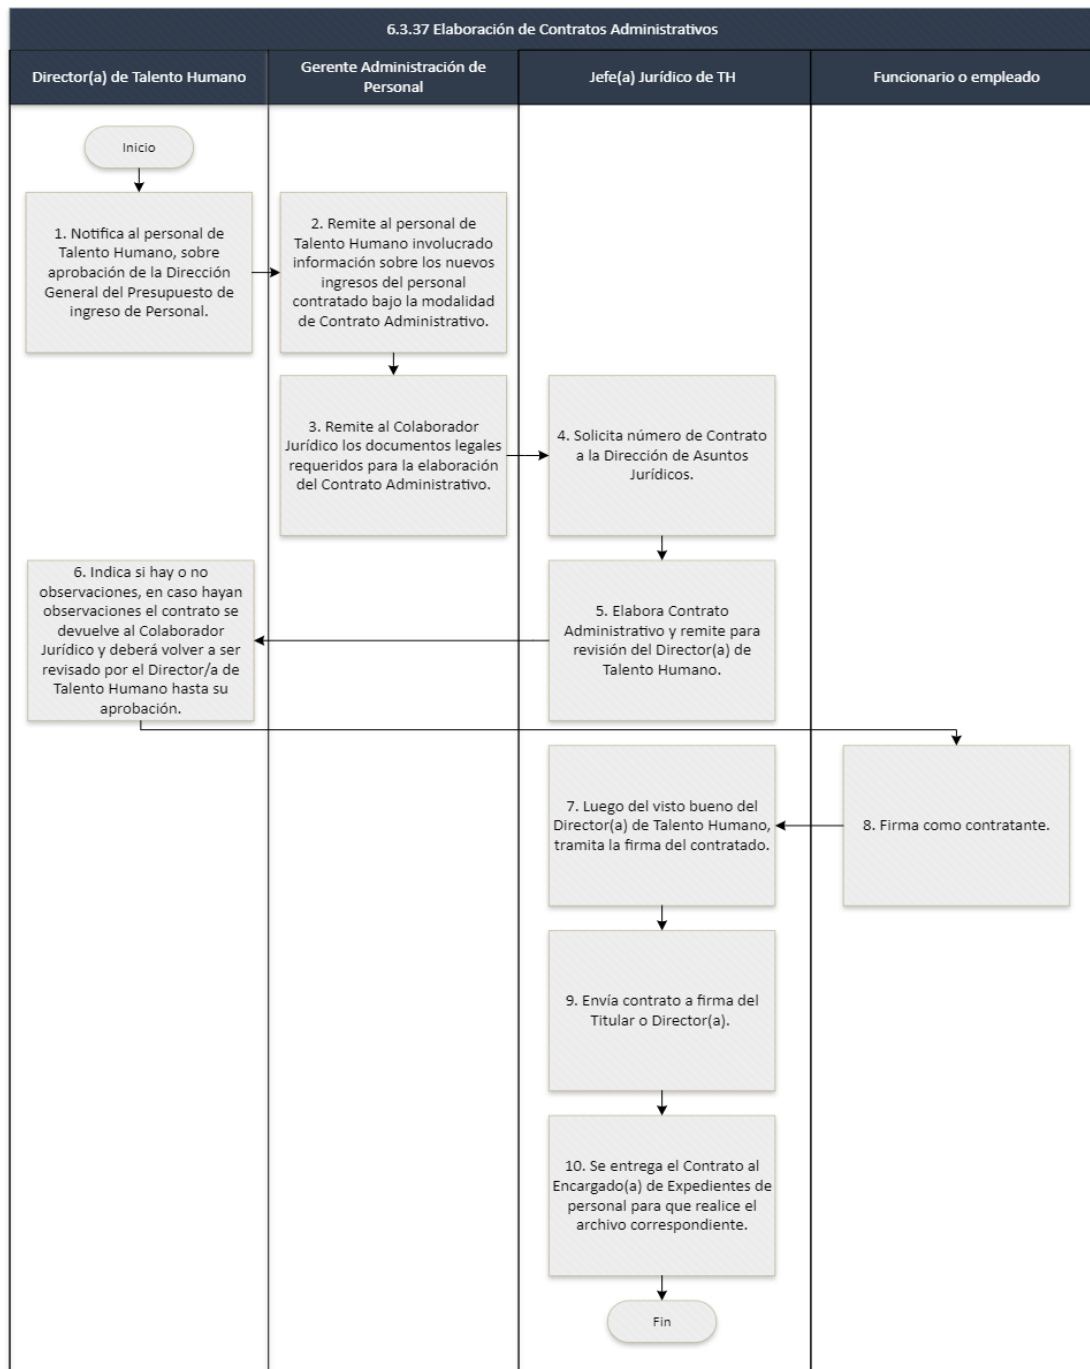 6.3.37 Elaboración de Contratos Administrativos
Director(a) de Talento Humano
Gerente Administración de
Personal
Jefe(a) Jurídico de TH
Funcionario o empleado
Inicio
1. Notifica al personal de
Talento Humano, sobre
aprobación de la Dirección
General del Presupuesto de
ingreso de Personal.
2. Remite al personal de
Talento Humano involucrado
información sobre los nuevos
ingresos del personal
contratado bajo la modalidad
de Contrato Administrativo.
3. Remite al Colaborador
Jurídico los documentos legales
requeridos para la elaboración
del Contrato Administrativo.
4. Solicita número de Contrato
a la Dirección de Asuntos
Jurídicos.
5. Elabora Contrato
Administrativo y remite para
revisión del Director(a) de
Talento Humano.
6. Indica si hay o no
observaciones, en caso hayan
observaciones el contrato se
devuelve al Colaborador
Jurídico y deberá volver a ser
revisado por el Director/a de
Talento Humano hasta su
aprobación.
7. Luego del visto bueno del
Director(a) de Talento Humano,
tramita la firma del contratado.
8. Firma como contratante.
9. Envía contrato a firma del
Titular o Director(a).
10. Se entrega el Contrato al
Encargado(a) de Expedientes de
personal para que realice el
archivo correspondiente.
Fin